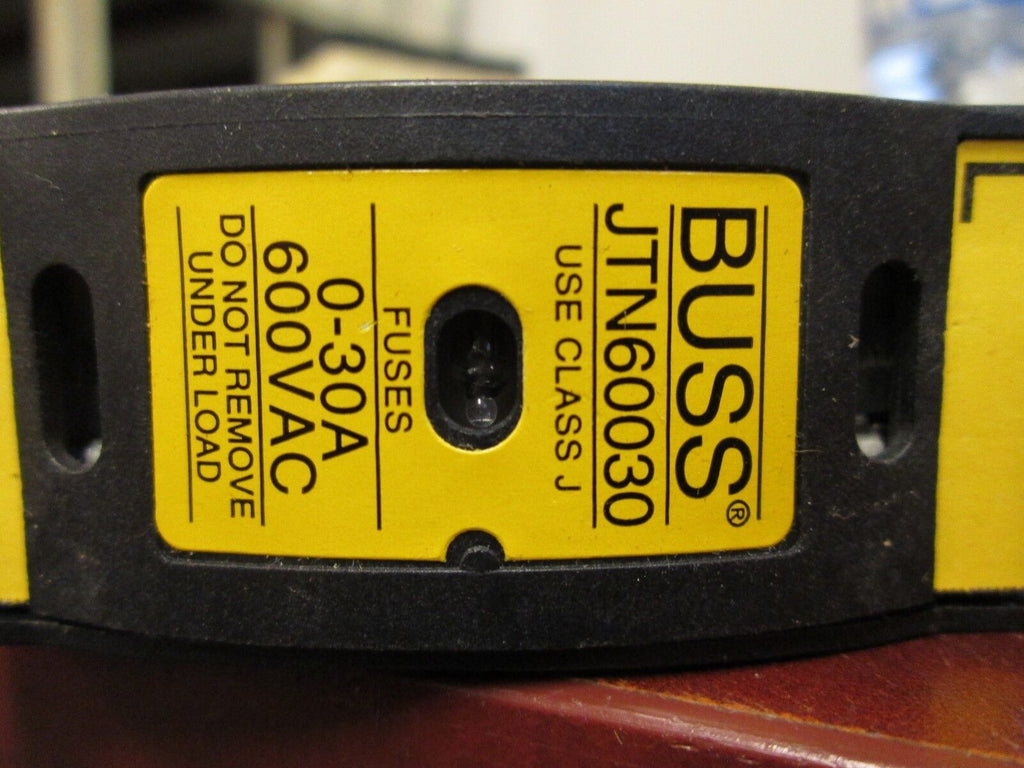 BUSS®
JTN60030
USE CLASS J
FUSES
0-30A
600VAC
DO NOT REMOVE
UNDER LOAD